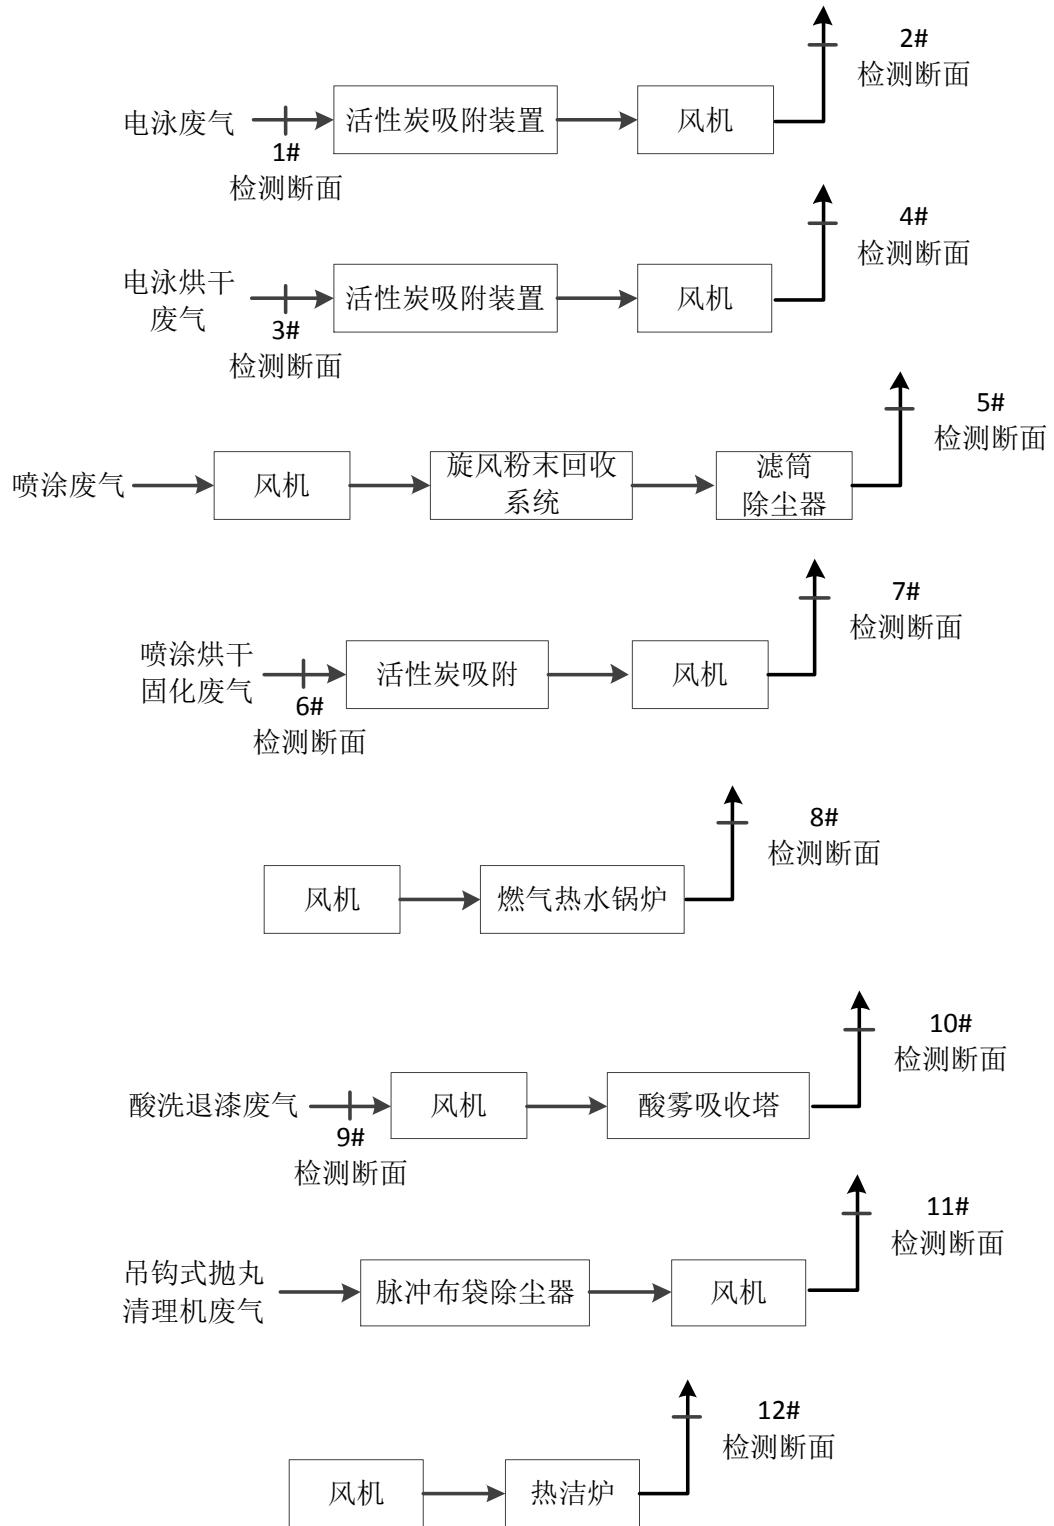 2#
检测断面
电泳废气
活性炭吸附装置
风机
1#
检测断面
4#
检测断面
电泳烘干
废气
活性炭吸附装置
风机
3#
检测断面
5#
检测断面
喷涂废气
风机
旋风粉末回收
系统
滤筒
除尘器
7#
检测断面
喷涂烘干
固化废气
活性炭吸附
风机
6#
检测断面
8#
检测断面
风机
燃气热水锅炉
10#
检测断面
酸洗退漆废气
风机
酸雾吸收塔
9#
检测断面
11#
检测断面
吊钩式抛丸
清理机废气
脉冲布袋除尘器
风机
12#
检测断面
风机
热洁炉